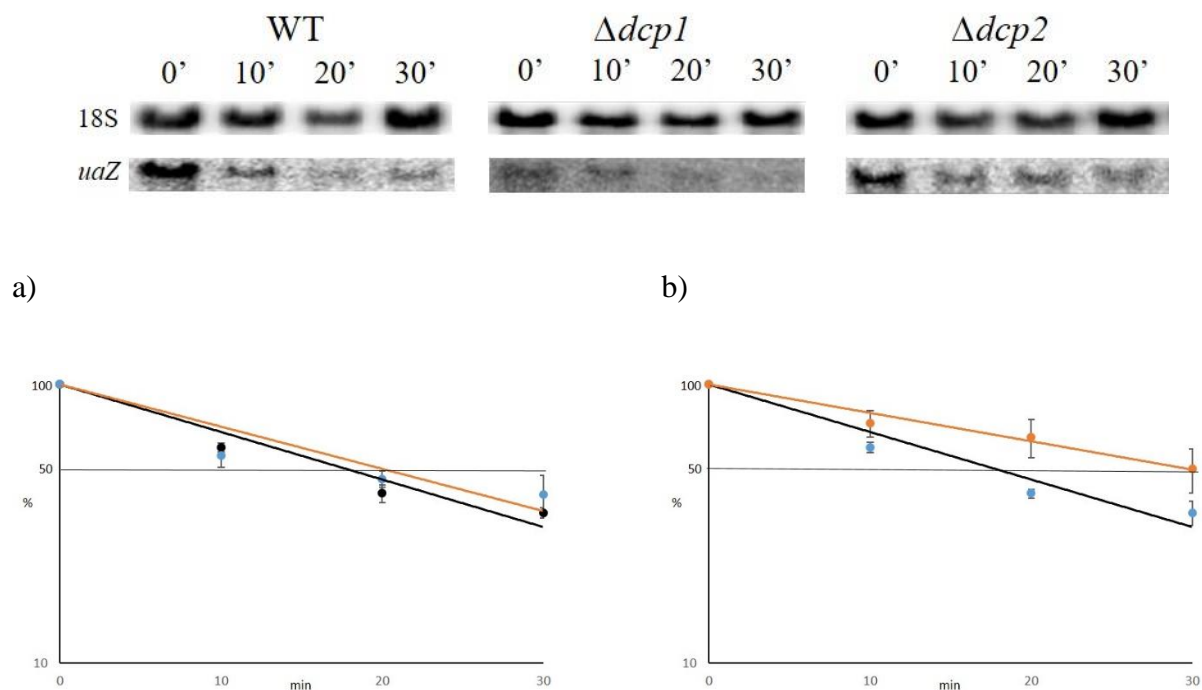 WT Δdcp1 Δdcp2
0’ 10’ 20’ 30’ 0’ 10’ 20’ 30’ 0’ 10’ 20’ 30’
18S
uaZ
a) b)
100 100
50 50
% %
10 10
0 10 20 30 0 10 20 30
min min